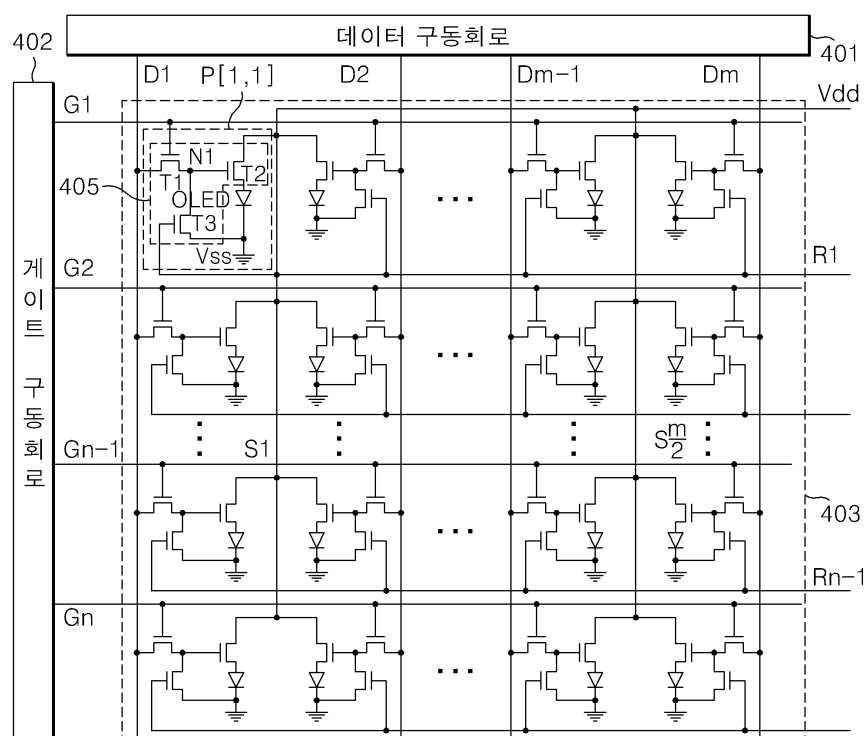 402
데이터 구동회로
401
D1
P[1,1]
D2
Dm-1
Dm
Vdd
G1
N1
T1
T2
405
OLED
T3
Vss
G2
R1
게이트 구동회로
S1
S m/2
Gn-1
403
Rn-1
Gn